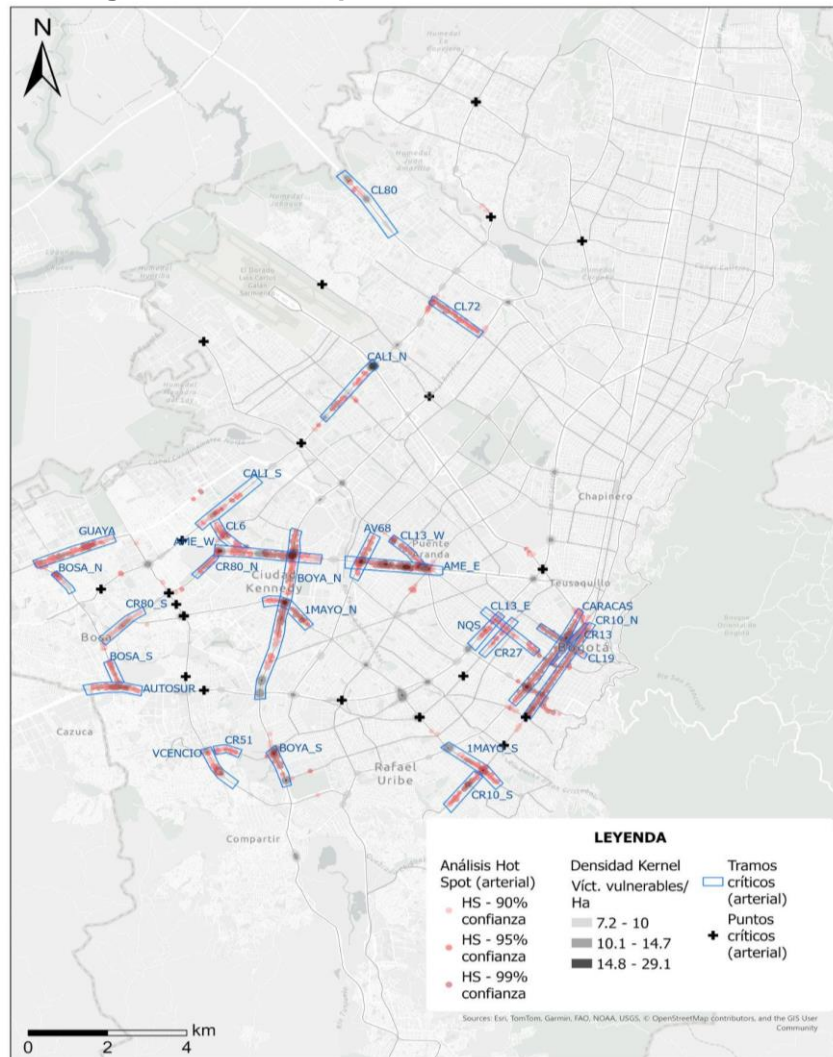 N
CL80
CL72
CALI_N
CALI_S
Chapinero
GUAYA
CL6
AV68
CL13_W
AME_W
Puente
Aranda
AME_E
BOSA_N
CR80_N
Ciudad
Kennedy
BOYA_N
Teusaquillo
CR80_S
1MAYO_N
CL13_E
CARACAS
CR10_N
NQS
CR13
Bogotá
Bosa
CR27
CL19
BOSA_S
AUTOSUR
Cazuca
CR51
VCENCIO
BOYA_S
1MAYO_S
Rafael
Uribe
CR10_S
Compartir
LEYENDA
Análisis Hot
Spot (arterial)
HS - 90%
confianza
HS - 95%
confianza
HS - 99%
confianza
Densidad Kernel
Víct. vulnerables/
Ha
7.2 - 10
10.1 - 14.7
14.8 - 29.1
Tramos
críticos
(arterial)
Puntos
críticos
(arterial)
Sources: Esri, TomTom, Garmin, FAO, NOAA, USGS, © OpenStreetMap contributors, and the GIS User
Community
0 2 4 km